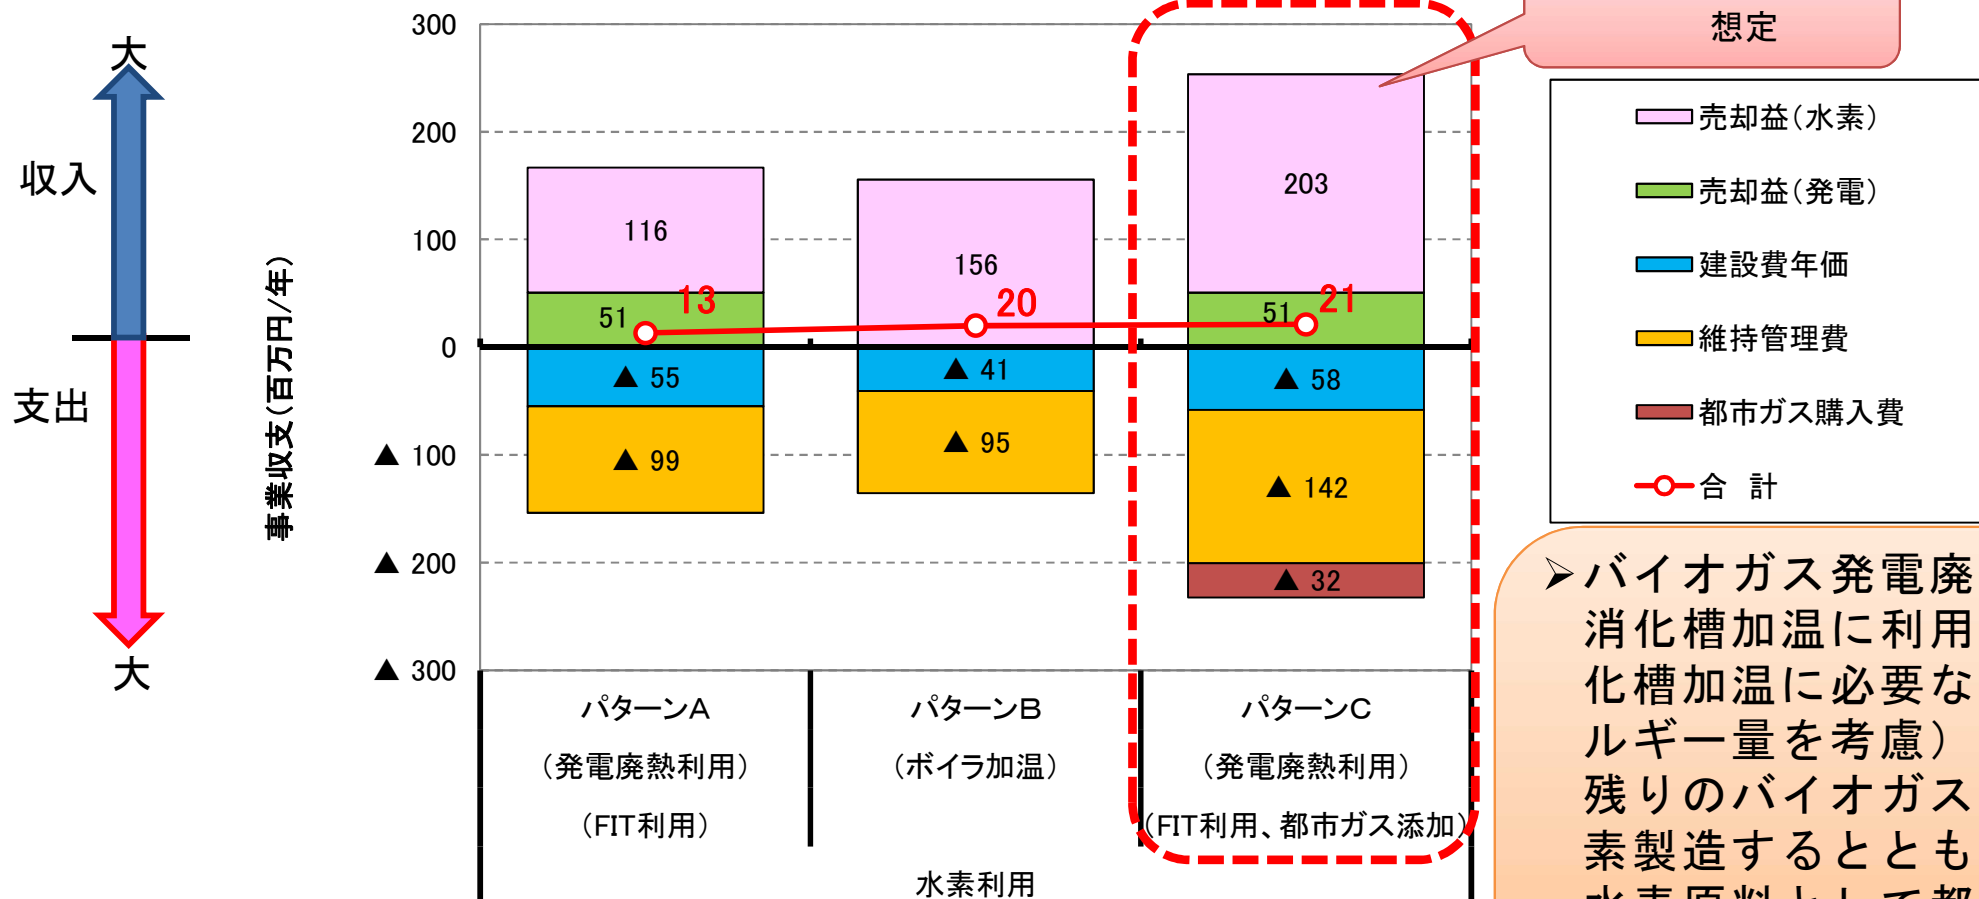 大
収入
支出
大
事業収支(百万円/年)
300
200
100
0
▲ 100
▲ 200
▲ 300
116
51
13
▲ 55
▲ 99
156
20
▲ 41
▲ 95
203
51
21
▲ 58
▲ 142
▲ 32
パターンA
(発電廃熱利用)
(FIT利用)
パターンB
(ボイラ加温)
パターンC
(発電廃熱利用)
(FIT利用、都市ガス添加)
水素利用
想定
売却益(水素)
売却益(発電)
建設費年価
維持管理費
都市ガス購入費
合 計
➢バイオガス発電廃
消化槽加温に利用
化槽加温に必要な
ルギー量を考慮)
残りのバイオガス
素製造するととも
水素原料として都